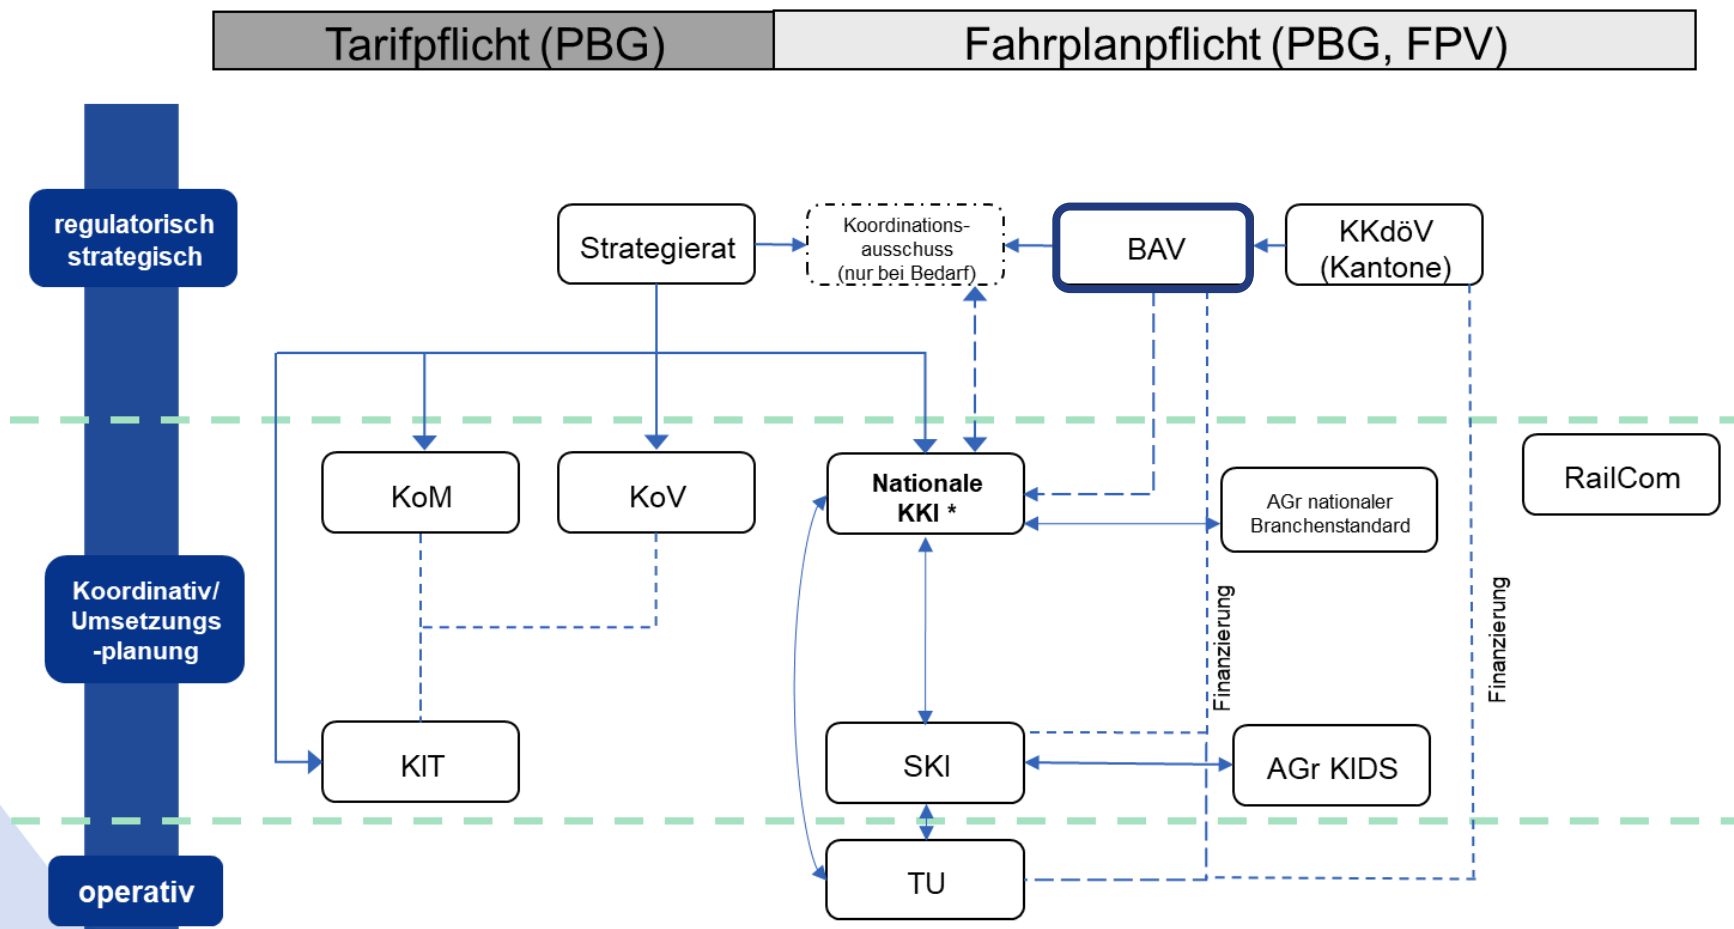 Tarifpflicht (PBG)
Fahrplanpflicht (PBG, FPV)
regulatorisch
strategisch
Strategierat
Koordinations-
ausschuss
(nur bei Bedarf)
BAV
KKdöV
(Kantone)
KoM
KoV
Nationale
KKI *
AGr nationaler
Branchenstandard
RailCom
Koordinativ/
Umsetzungs
-planung
Finanzierung
Finanzierung
KIT
SKI
AGr KIDS
operativ
TU